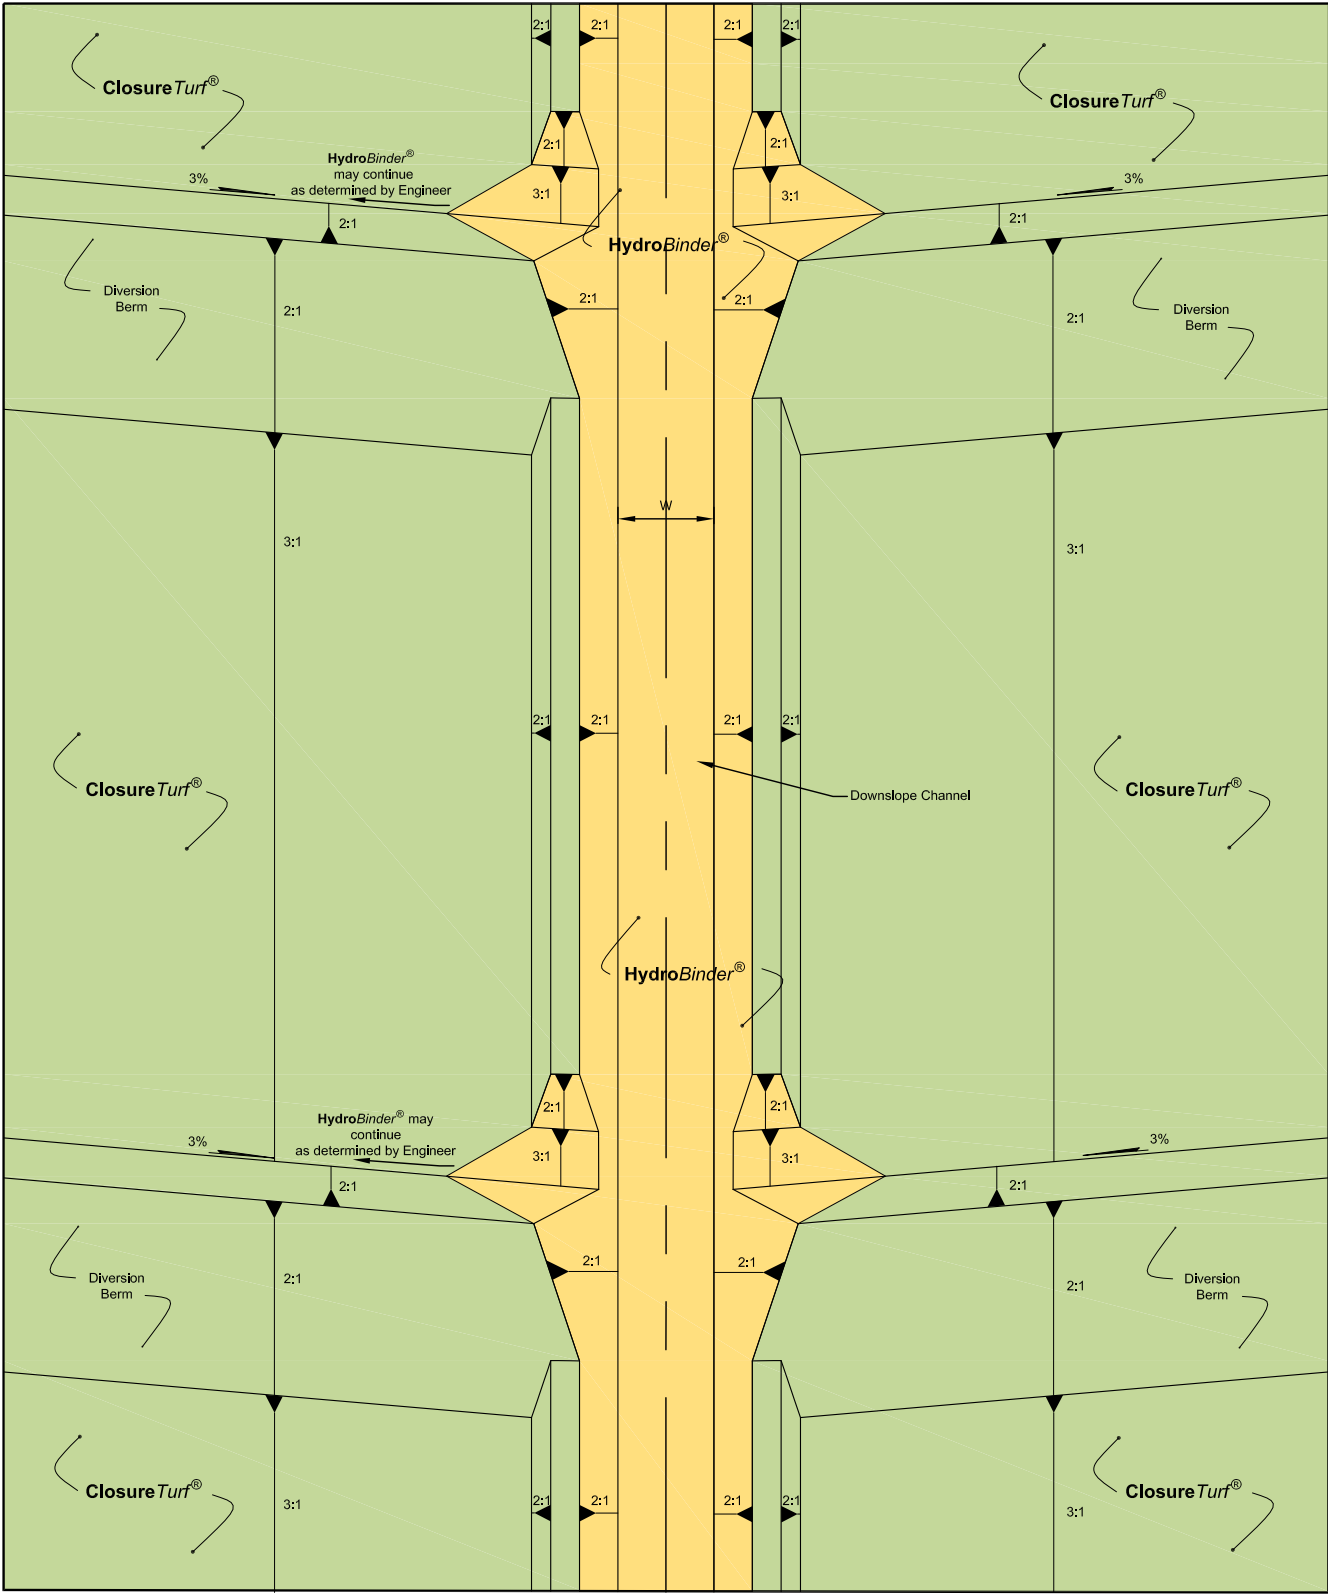 2:1 2:1 2:1 2:1
ClosureTurf®
ClosureTurf®
2:1 2:1
HydroBinder®
may continue
as determined by Engineer
3% 3:1 3:1 3%
2:1 2:1
HydroBinder®
Diversion
Berm
2:1 2:1
Diversion
Berm
2:1 2:1
W
3:1 3:1
2:1 2:1 2:1 2:1
ClosureTurf®
ClosureTurf®
Downslope Channel
HydroBinder®
2:1 2:1
HydroBinder® may
continue
as determined by Engineer
3% 3:1 3:1 3%
2:1 2:1
2:1 2:1
Diversion
Berm
Diversion
Berm
2:1 2:1
ClosureTurf®
ClosureTurf®
3:1 2:1 2:1 2:1 2:1 3:1